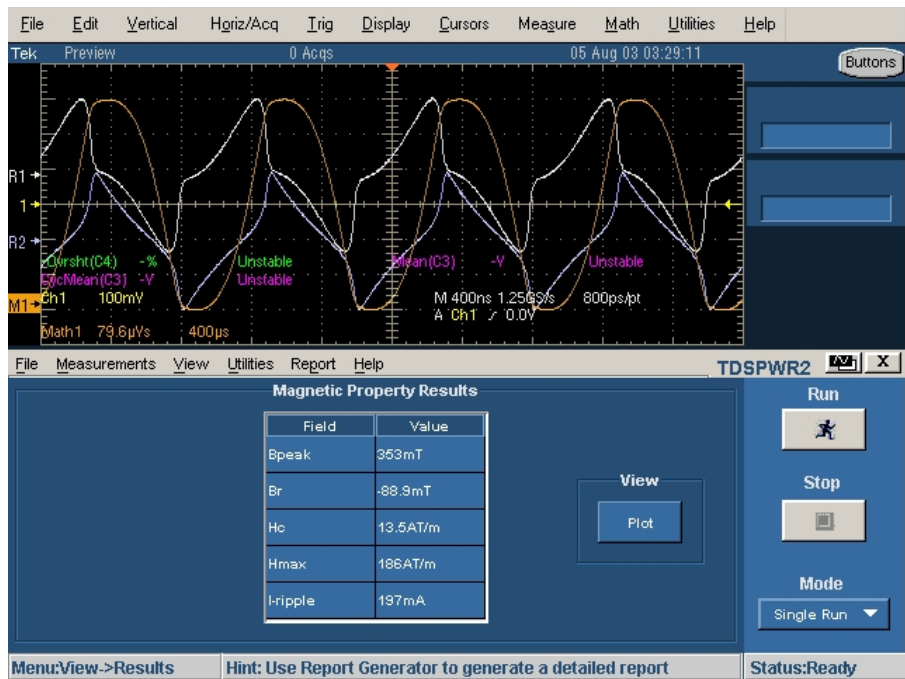 File Edit Vertical Horiz/Acq Trig Display Cursors Measure Math Utilities Help
Tek Preview 0 Acqs 05 Aug 03 03:29:11
Buttons
R1
1
R2
Ovrsht(C4) -% Unstable Mean(C3) -V Unstable
CycMean(C3) -V Unstable
M1 Ch1 100mV M 400ns 1.25GS/s 800ps/pt
A Ch1 0.0V
Math1 79.6µVs 400µs
File Measurements View Utilities Report Help TDSPWR2 X
Magnetic Property Results
Field Value
Bpeak 353mT
Br -88.9mT
Hc 13.5AT/m
Hmax 186AT/m
I-ripple 197mA
View
Plot
Run
Stop
Mode
Single Run
Menu:View->Results Hint: Use Report Generator to generate a detailed report Status:Ready